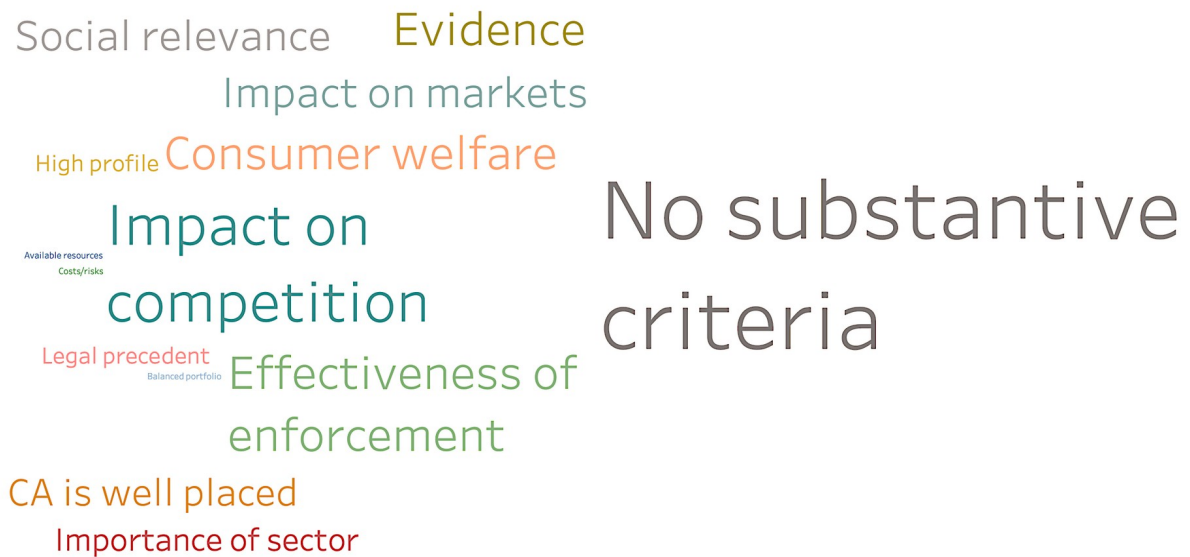 Social relevance
Evidence
Impact on markets
High profile
Consumer welfare
Impact on
competition
Available resources
Costs/risks
Legal precedent
Balanced portfolio
Effectiveness of
enforcement
CA is well placed
Importance of sector
No substantive
criteria